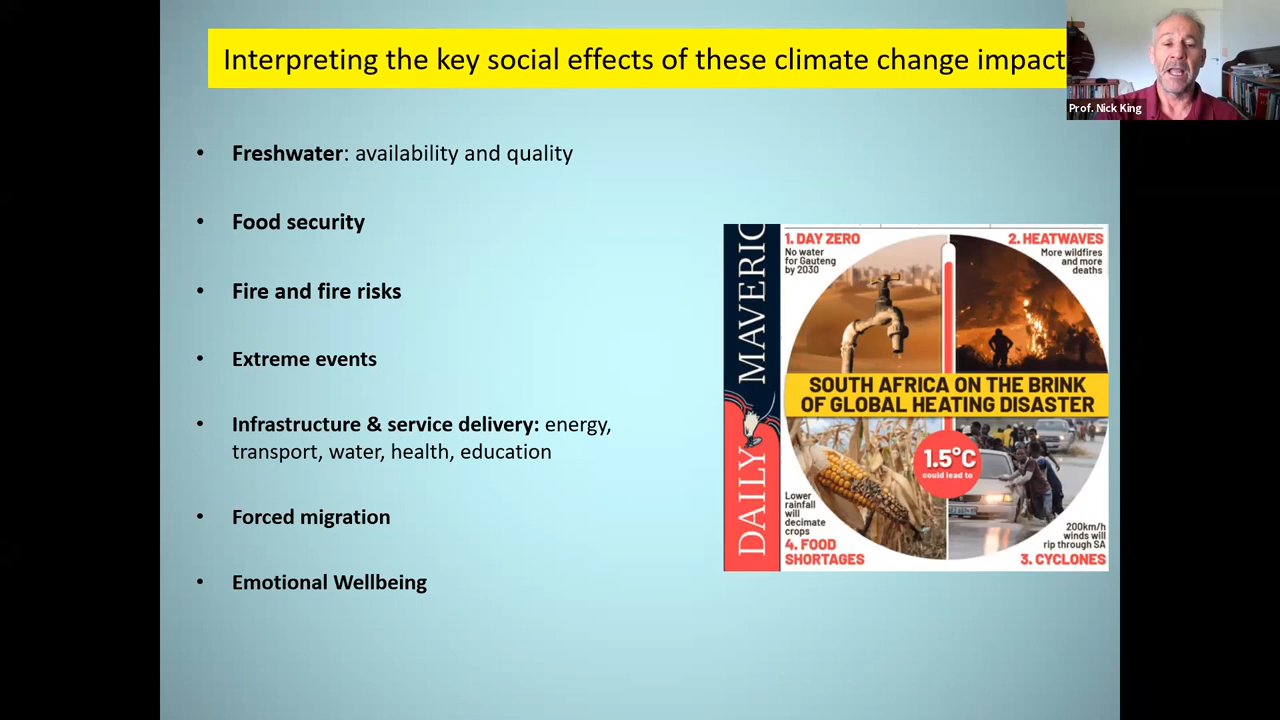 Interpreting the key social effects of these climate change impact
Prof. Nick King
• Freshwater: availability and quality
• Food security
• Fire and fire risks
• Extreme events
• Infrastructure & service delivery: energy,
transport, water, health, education
• Forced migration
• Emotional Wellbeing
DAILY MAVERIC
1. DAY ZERO
No water
for Gauteng
by 2030
2. HEATWAVES
More wildfires
and more
deaths
SOUTH AFRICA ON THE BRINK
OF GLOBAL HEATING DISASTER
1.5°C
could lead to
Lower
rainfall
will
decimate
crops
4. FOOD
SHORTAGES
200km/h
winds will
rip through SA
3. CYCLONES